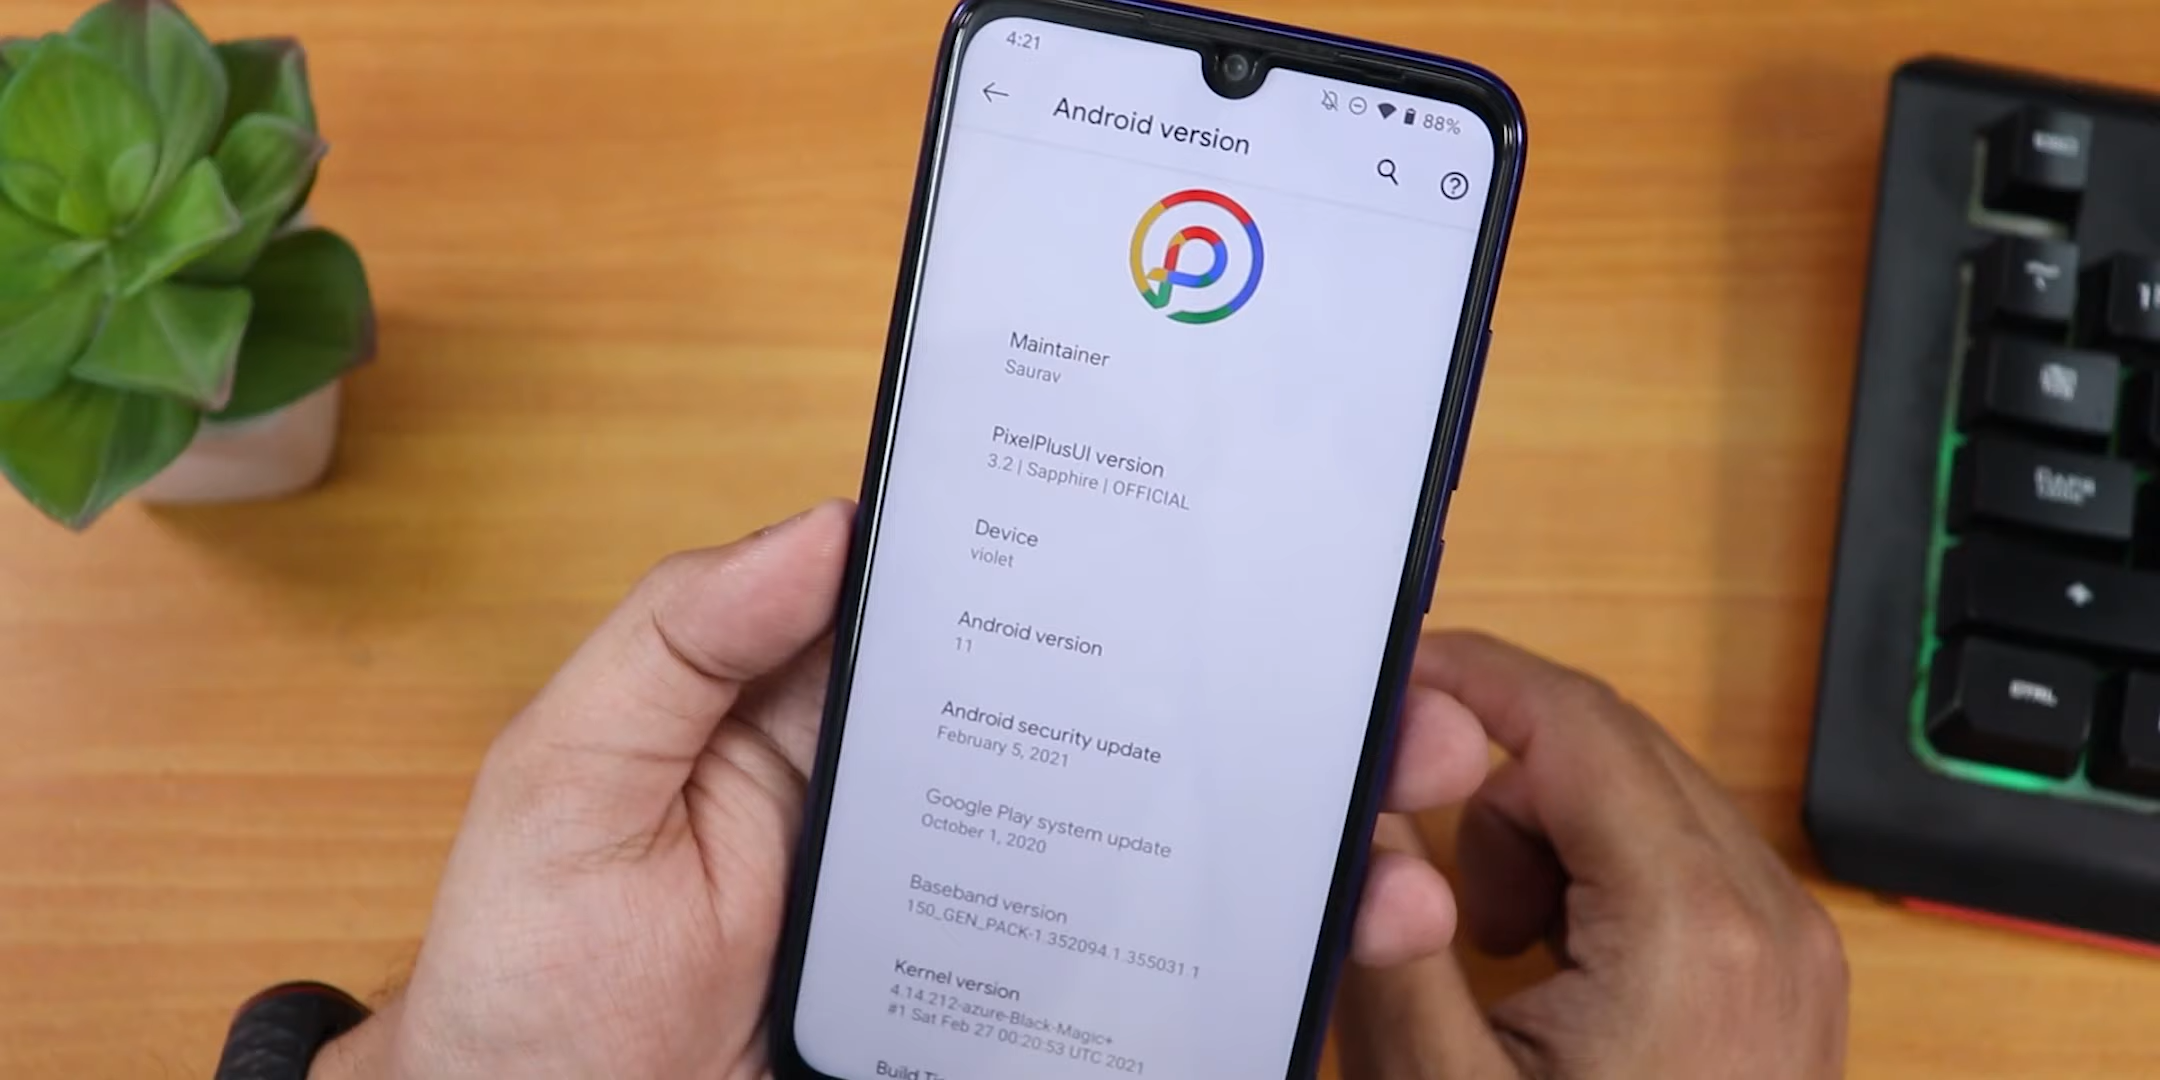 4:21
88%
Android version
Maintainer
Saurav
PixelPlusUI version
3.2 | Sapphire | OFFICIAL
Device
violet
Android version
11
Android security update
February 5, 2021
Google Play system update
October 1, 2020
Baseband version
150_GEN_PACK-1.352094.1.355031.1
Kernel version
4.14.212-azure-Black-Magic+
#1 Sat Feb 27 00:20:53 UTC 2021
Build
CTRL